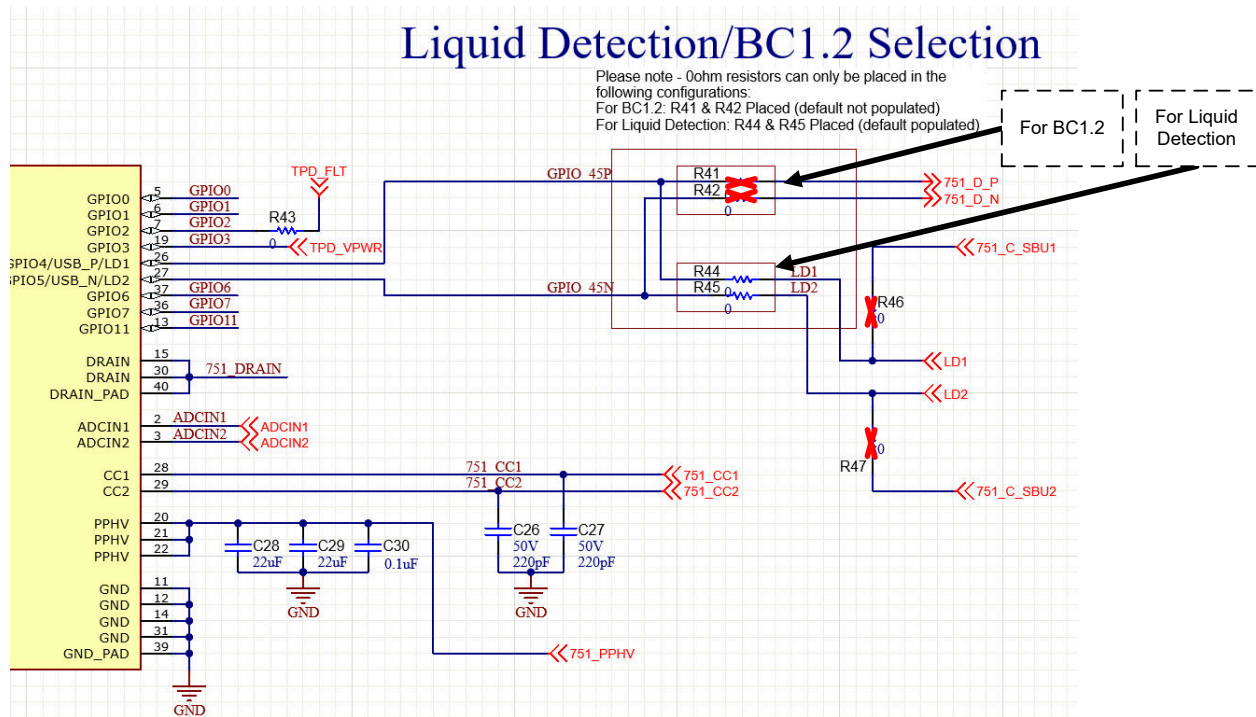 Liquid Detection/BC1.2 Selection
Please note - 0ohm resistors can only be placed in the
following configurations:
For BC1.2: R41 & R42 Placed (default not populated)
For Liquid Detection: R44 & R45 Placed (default populated)
For BC1.2
For Liquid
Detection
TPD_FLT
GPIO_45P
R41
R42
0
751_D_P
751_D_N
GPIO0
5
GPIO0
GPIO1
6
GPIO1
GPIO2
7
GPIO2
R43
0
GPIO3
19
GPIO3
TPD_VPWR
GPIO4/USB_P/LD1
26
GPIO5/USB_N/LD2
27
GPIO_45N
R44
0
LD1
R45
0
LD2
751_C_SBU1
R46
0
GPIO6
37
GPIO6
GPIO7
36
GPIO7
GPIO11
13
GPIO11
DRAIN
15
DRAIN
30
751_DRAIN
DRAIN_PAD
40
LD1
LD2
ADCIN1
2
ADCIN1
ADCIN1
ADCIN2
3
ADCIN2
ADCIN2
0
R47
CC1
28
751_CC1
751_CC1
CC2
29
751_CC2
751_CC2
751_C_SBU2
PPHV
20
PPHV
21
PPHV
22
C28
22uF
C29
22uF
C30
0.1uF
C26
50V
220pF
C27
50V
220pF
GND
GND
GND
11
GND
12
GND
14
GND
31
GND_PAD
39
751_PPHV
GND